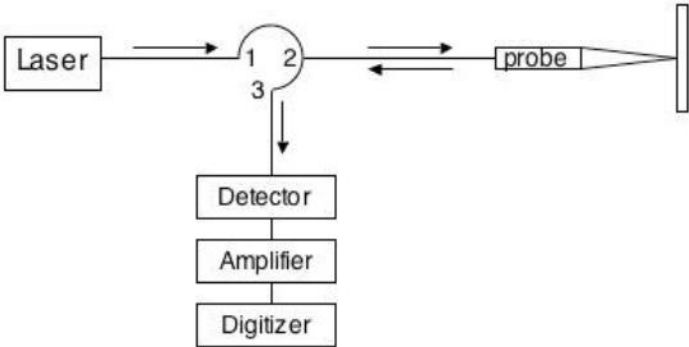 Laser
1
2
3
probe
Detector
Amplifier
Digitizer